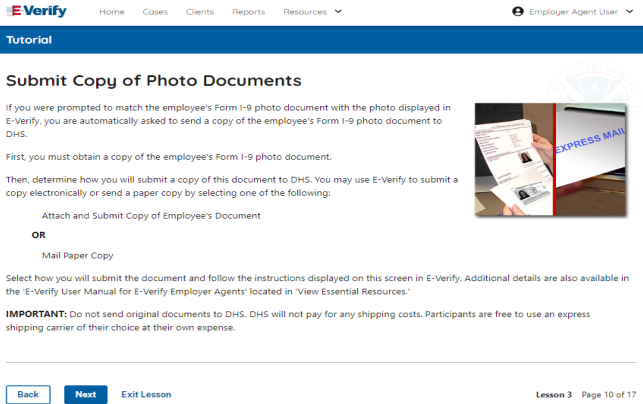 E-Verify Home Cases Clients Reports Resources Employer Agent User
Tutorial
Submit Copy of Photo Documents
If you were prompted to match the employee's Form I-9 photo document with the photo displayed in
E-Verify, you are automatically asked to send a copy of the employee's Form I-9 photo document to
DHS.
First, you must obtain a copy of the employee's Form I-9 photo document.
Then, determine how you will submit a copy of this document to DHS. You may use E-Verify to submit a
copy electronically or send a paper copy by selecting one of the following:
Attach and Submit Copy of Employee's Document
OR
Mail Paper Copy
EXPRESS MAIL
Select how you will submit the document and follow the instructions displayed on this screen in E-Verify. Additional details are also available in
the 'E-Verify User Manual for E-Verify Employer Agents' located in 'View Essential Resources.'
IMPORTANT: Do not send original documents to DHS. DHS will not pay for any shipping costs. Participants are free to use an express
shipping carrier of their choice at their own expense.
Back Next Exit Lesson Lesson 3 Page 10 of 17